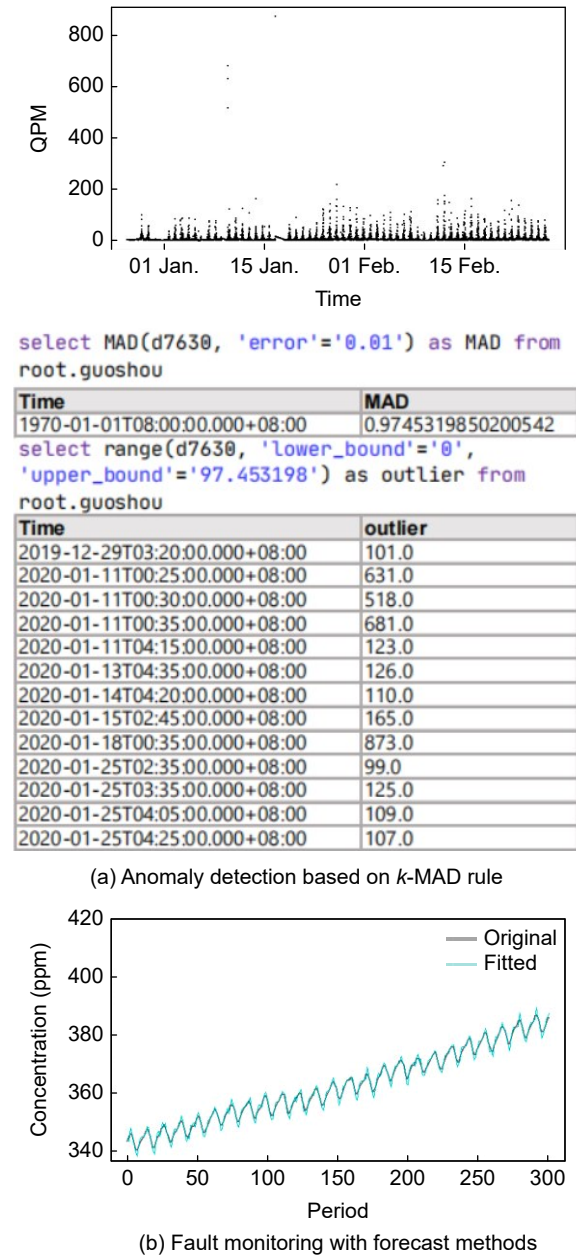 800
600
400
200
0
QPM
01 Jan. 15 Jan. 01 Feb. 15 Feb.
Time
select MAD(d7630, 'error'='0.01') as MAD from
root.guoshou
Time MAD
1970-01-01T08:00:00.000+08:00 0.9745319850200542
select range(d7630, 'lower_bound'='0',
'upper_bound'='97.453198') as outlier from
root.guoshou
Time outlier
2019-12-29T03:20:00.000+08:00 101.0
2020-01-11T00:25:00.000+08:00 631.0
2020-01-11T00:30:00.000+08:00 518.0
2020-01-11T00:35:00.000+08:00 681.0
2020-01-11T04:15:00.000+08:00 123.0
2020-01-13T04:35:00.000+08:00 126.0
2020-01-14T04:20:00.000+08:00 110.0
2020-01-15T02:45:00.000+08:00 165.0
2020-01-18T00:35:00.000+08:00 873.0
2020-01-25T02:35:00.000+08:00 99.0
2020-01-25T03:35:00.000+08:00 125.0
2020-01-25T04:05:00.000+08:00 109.0
2020-01-25T04:25:00.000+08:00 107.0
(a) Anomaly detection based on k-MAD rule
420
400
380
360
340
Concentration (ppm)
Original
Fitted
0 50 100 150 200 250 300
Period
(b) Fault monitoring with forecast methods